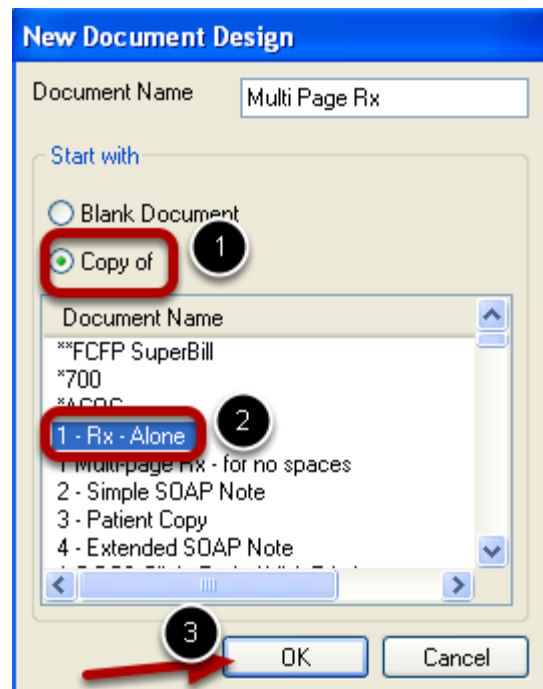 New Document Design
Document Name Multi Page Rx
Start with
Blank Document
1
Copy of
Document Name
**FCFP SuperBill
*700
2
1 - Rx - Alone
1 Multi-page Rx - for no spaces
2 - Simple SOAP Note
3 - Patient Copy
4 - Extended SOAP Note
3
OK Cancel